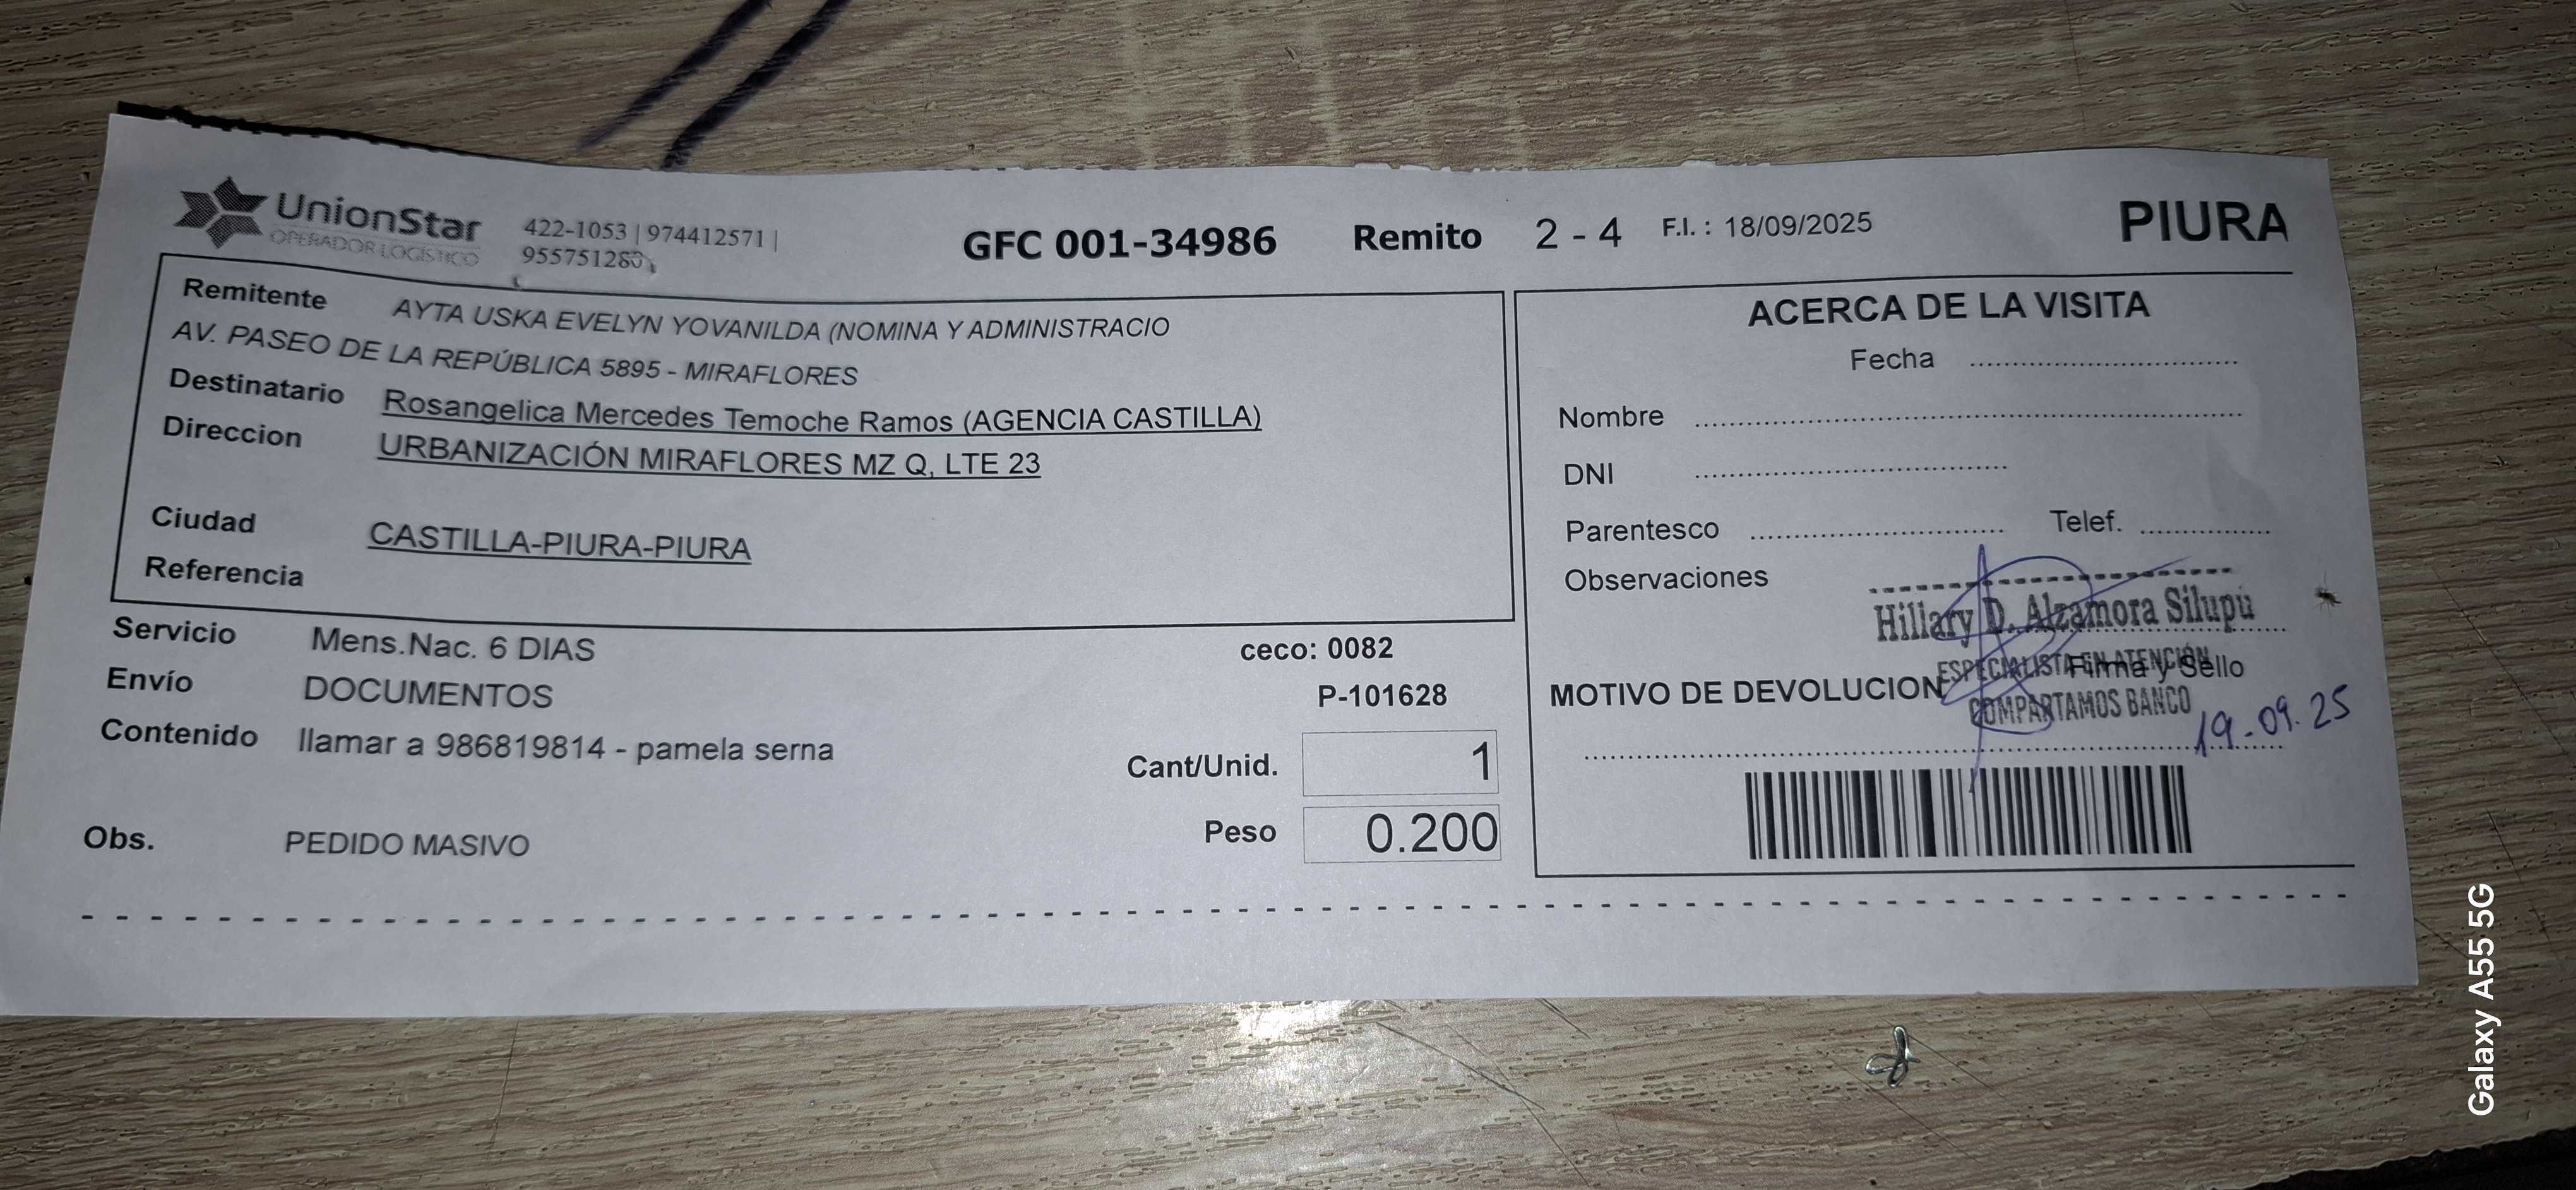 UnionStar
OPERADOR LOGÍSTICO
422-1053 | 974412571 |
955751280
GFC 001-34986 Remito 2 - 4 F.I. : 18/09/2025 PIURA
Remitente AYTA USKA EVELYN YOVANILDA (NOMINA Y ADMINISTRACIO
AV. PASEO DE LA REPÚBLICA 5895 - MIRAFLORES
Destinatario Rosangelica Mercedes Temoche Ramos (AGENCIA CASTILLA)
Direccion URBANIZACIÓN MIRAFLORES MZ Q, LTE 23
Ciudad CASTILLA-PIURA-PIURA
Referencia
Servicio Mens.Nac. 6 DIAS
Envío DOCUMENTOS
Contenido llamar a 986819814 - pamela serna
Obs. PEDIDO MASIVO
ceco: 0082
P-101628
Cant/Unid. 1
Peso 0.200
ACERCA DE LA VISITA
Fecha
Nombre
DNI
Parentesco Telef.
Observaciones
Hillary D. Alzamora Silupú
ESPECIALISTA EN ATENCIÓN
Firma y Sello
COMPARTAMOS BANCO
MOTIVO DE DEVOLUCION
19.09.25
Galaxy A55 5G